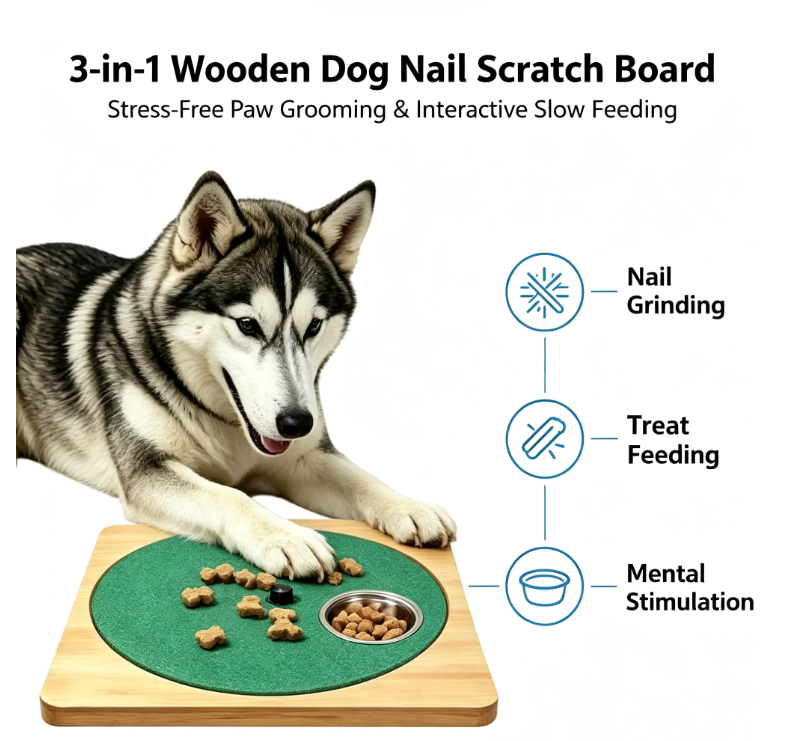 3-in-1 Wooden Dog Nail Scratch Board
Stress-Free Paw Grooming & Interactive Slow Feeding
Nail
Grinding
Treat
Feeding
Mental
Stimulation